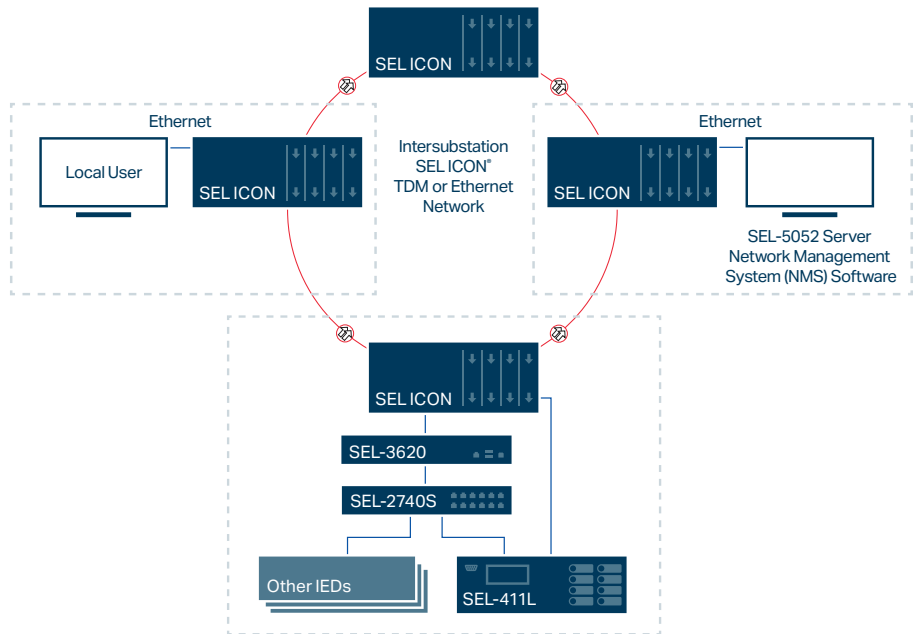 SEL ICON
Ethernet
Local User
SEL ICON
Intersubstation
SEL ICON®
TDM or Ethernet
Network
Ethernet
SEL ICON
SEL-5052 Server
Network Management
System (NMS) Software
SEL ICON
SEL-3620
SEL-2740S
Other IEDs
SEL-411L